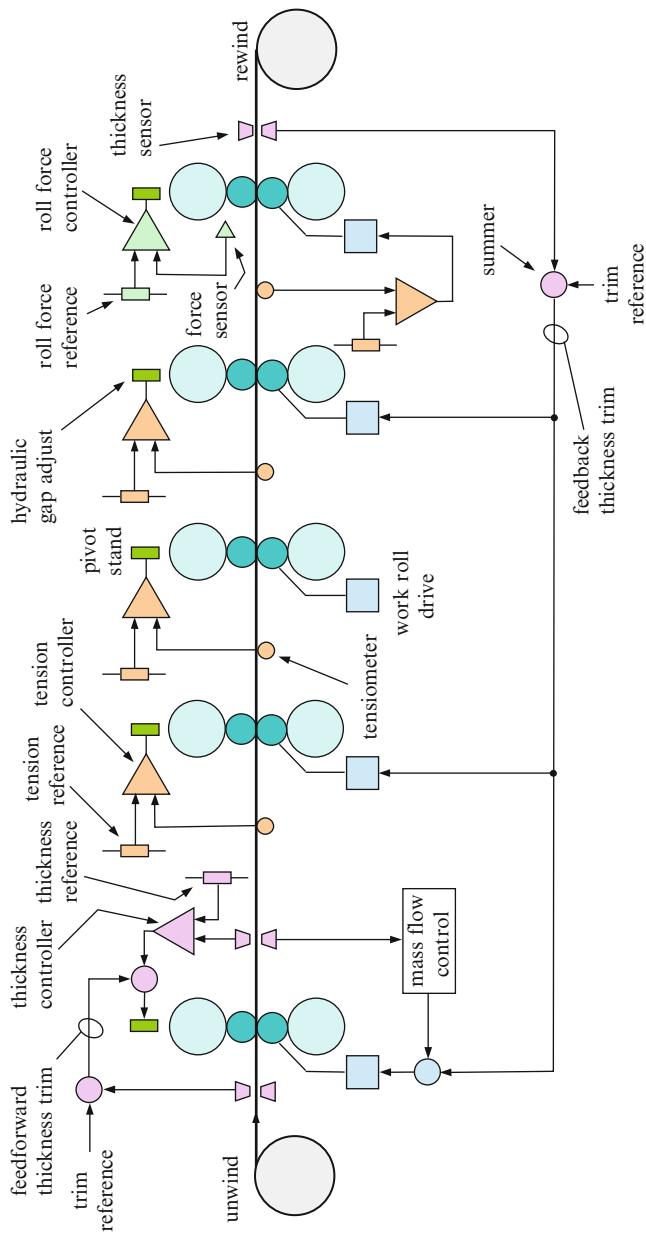 feedforward
thickness trim
trim
reference
thickness
controller
thickness
reference
tension
reference
tension
controller
pivot
stand
hydraulic
gap adjust
roll force
reference
roll force
controller
force
sensor
thickness
sensor
unwind
rewind
tensiometer
work roll
drive
mass flow
control
feedback
thickness trim
summer
trim
reference